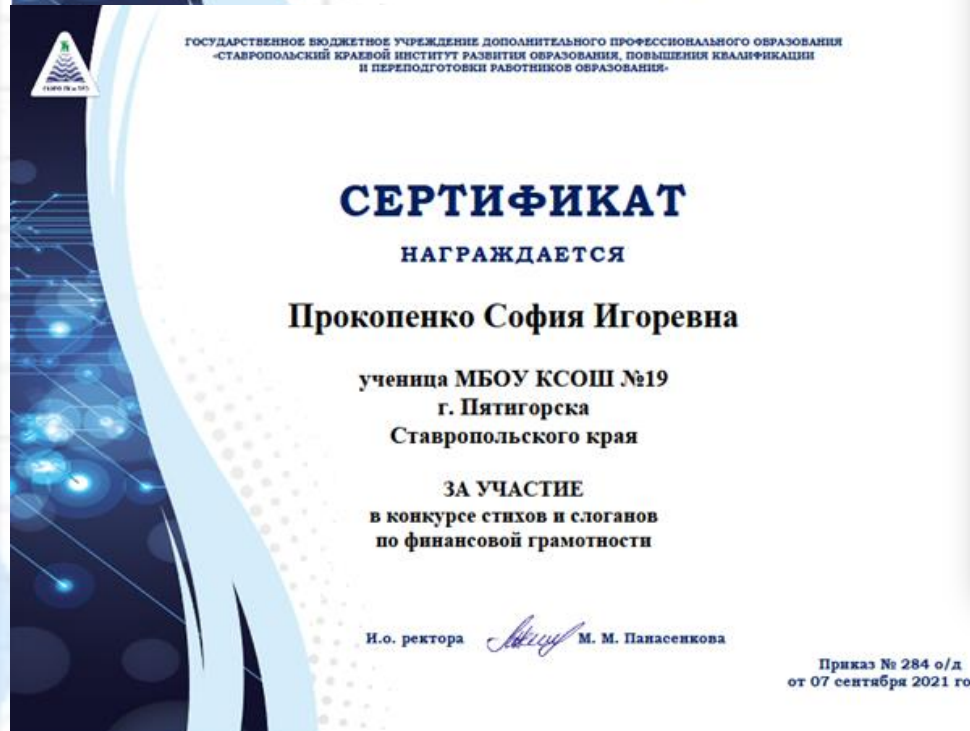 ГОСУДАРСТВЕННОЕ БЮДЖЕТНОЕ УЧРЕЖДЕНИЕ ДОПОЛНИТЕЛЬНОГО ПРОФЕССИОНАЛЬНОГО ОБРАЗОВАНИЯ
«СТАВРОПОЛЬСКИЙ КРАЕВОЙ ИНСТИТУТ РАЗВИТИЯ ОБРАЗОВАНИЯ, ПОВЫШЕНИЯ КВАЛИФИКАЦИИ
И ПЕРЕПОДГОТОВКИ РАБОТНИКОВ ОБРАЗОВАНИЯ»
СЕРТИФИКАТ
НАГРАЖДАЕТСЯ
Прокопенко София Игоревна
ученица МБОУ КСОШ №19
г. Пятигорска
Ставропольского края
ЗА УЧАСТИЕ
в конкурсе стихов и слоганов
по финансовой грамотности
И.о. ректора М. М. Панасенкова
Приказ № 284 о/д
от 07 сентября 2021 го